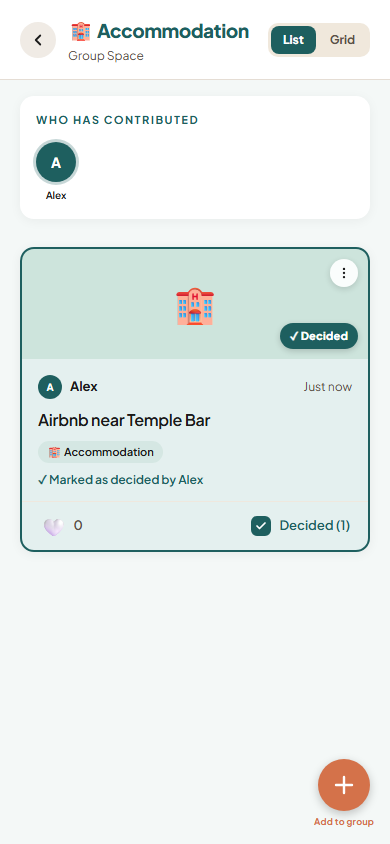 Accommodation
Group Space
List
Grid
WHO HAS CONTRIBUTED
A
Alex
✓ Decided
A
Alex
Just now
Airbnb near Temple Bar
Accommodation
✓ Marked as decided by Alex
0
Decided (1)
Add to group